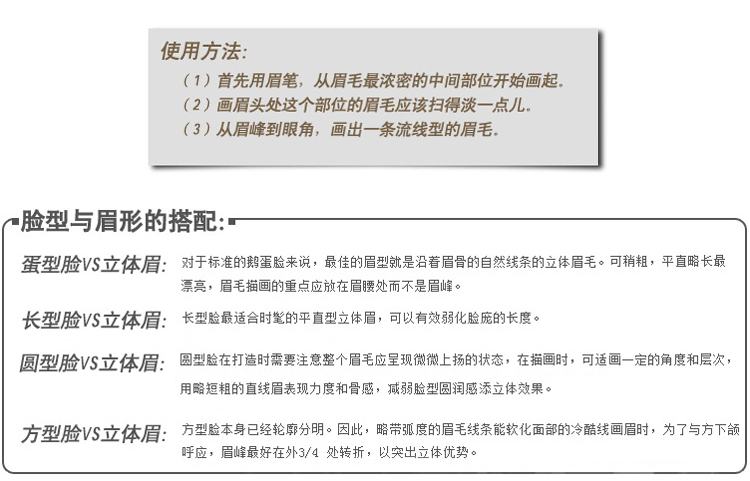 使用方法:
（1）首先用眉笔，从眉毛最浓密的中间部位开始画起。
（2）画眉头处这个部位的眉毛应该扫得淡一点儿。
（3）从眉峰到眼角，画出一条流线型的眉毛。
脸型与眉形的搭配:
蛋型脸VS立体眉: 对于标准的鹅蛋脸来说，最佳的眉型就是沿着眉骨的自然线条的立体眉毛。可稍粗，平直略长最
漂亮，眉毛描画的重点应放在眉腰处而不是眉峰。
长型脸VS立体眉: 长型脸最适合时髦的平直型立体眉，可以有效弱化脸庞的长度。
圆型脸VS立体眉: 圆型脸在打造时需要注意整个眉毛应呈现微微上扬的状态，在描画时，可适画一定的角度和层次，
用略短粗的直线眉表现力度和骨感，减弱脸型圆润感添立体效果。
方型脸VS立体眉: 方型脸本身已经轮廓分明。因此，略带弧度的眉毛线条能软化面部的冷酷线画眉时，为了与方下颌
呼应，眉峰最好在外3/4 处转折，以突出立体优势。